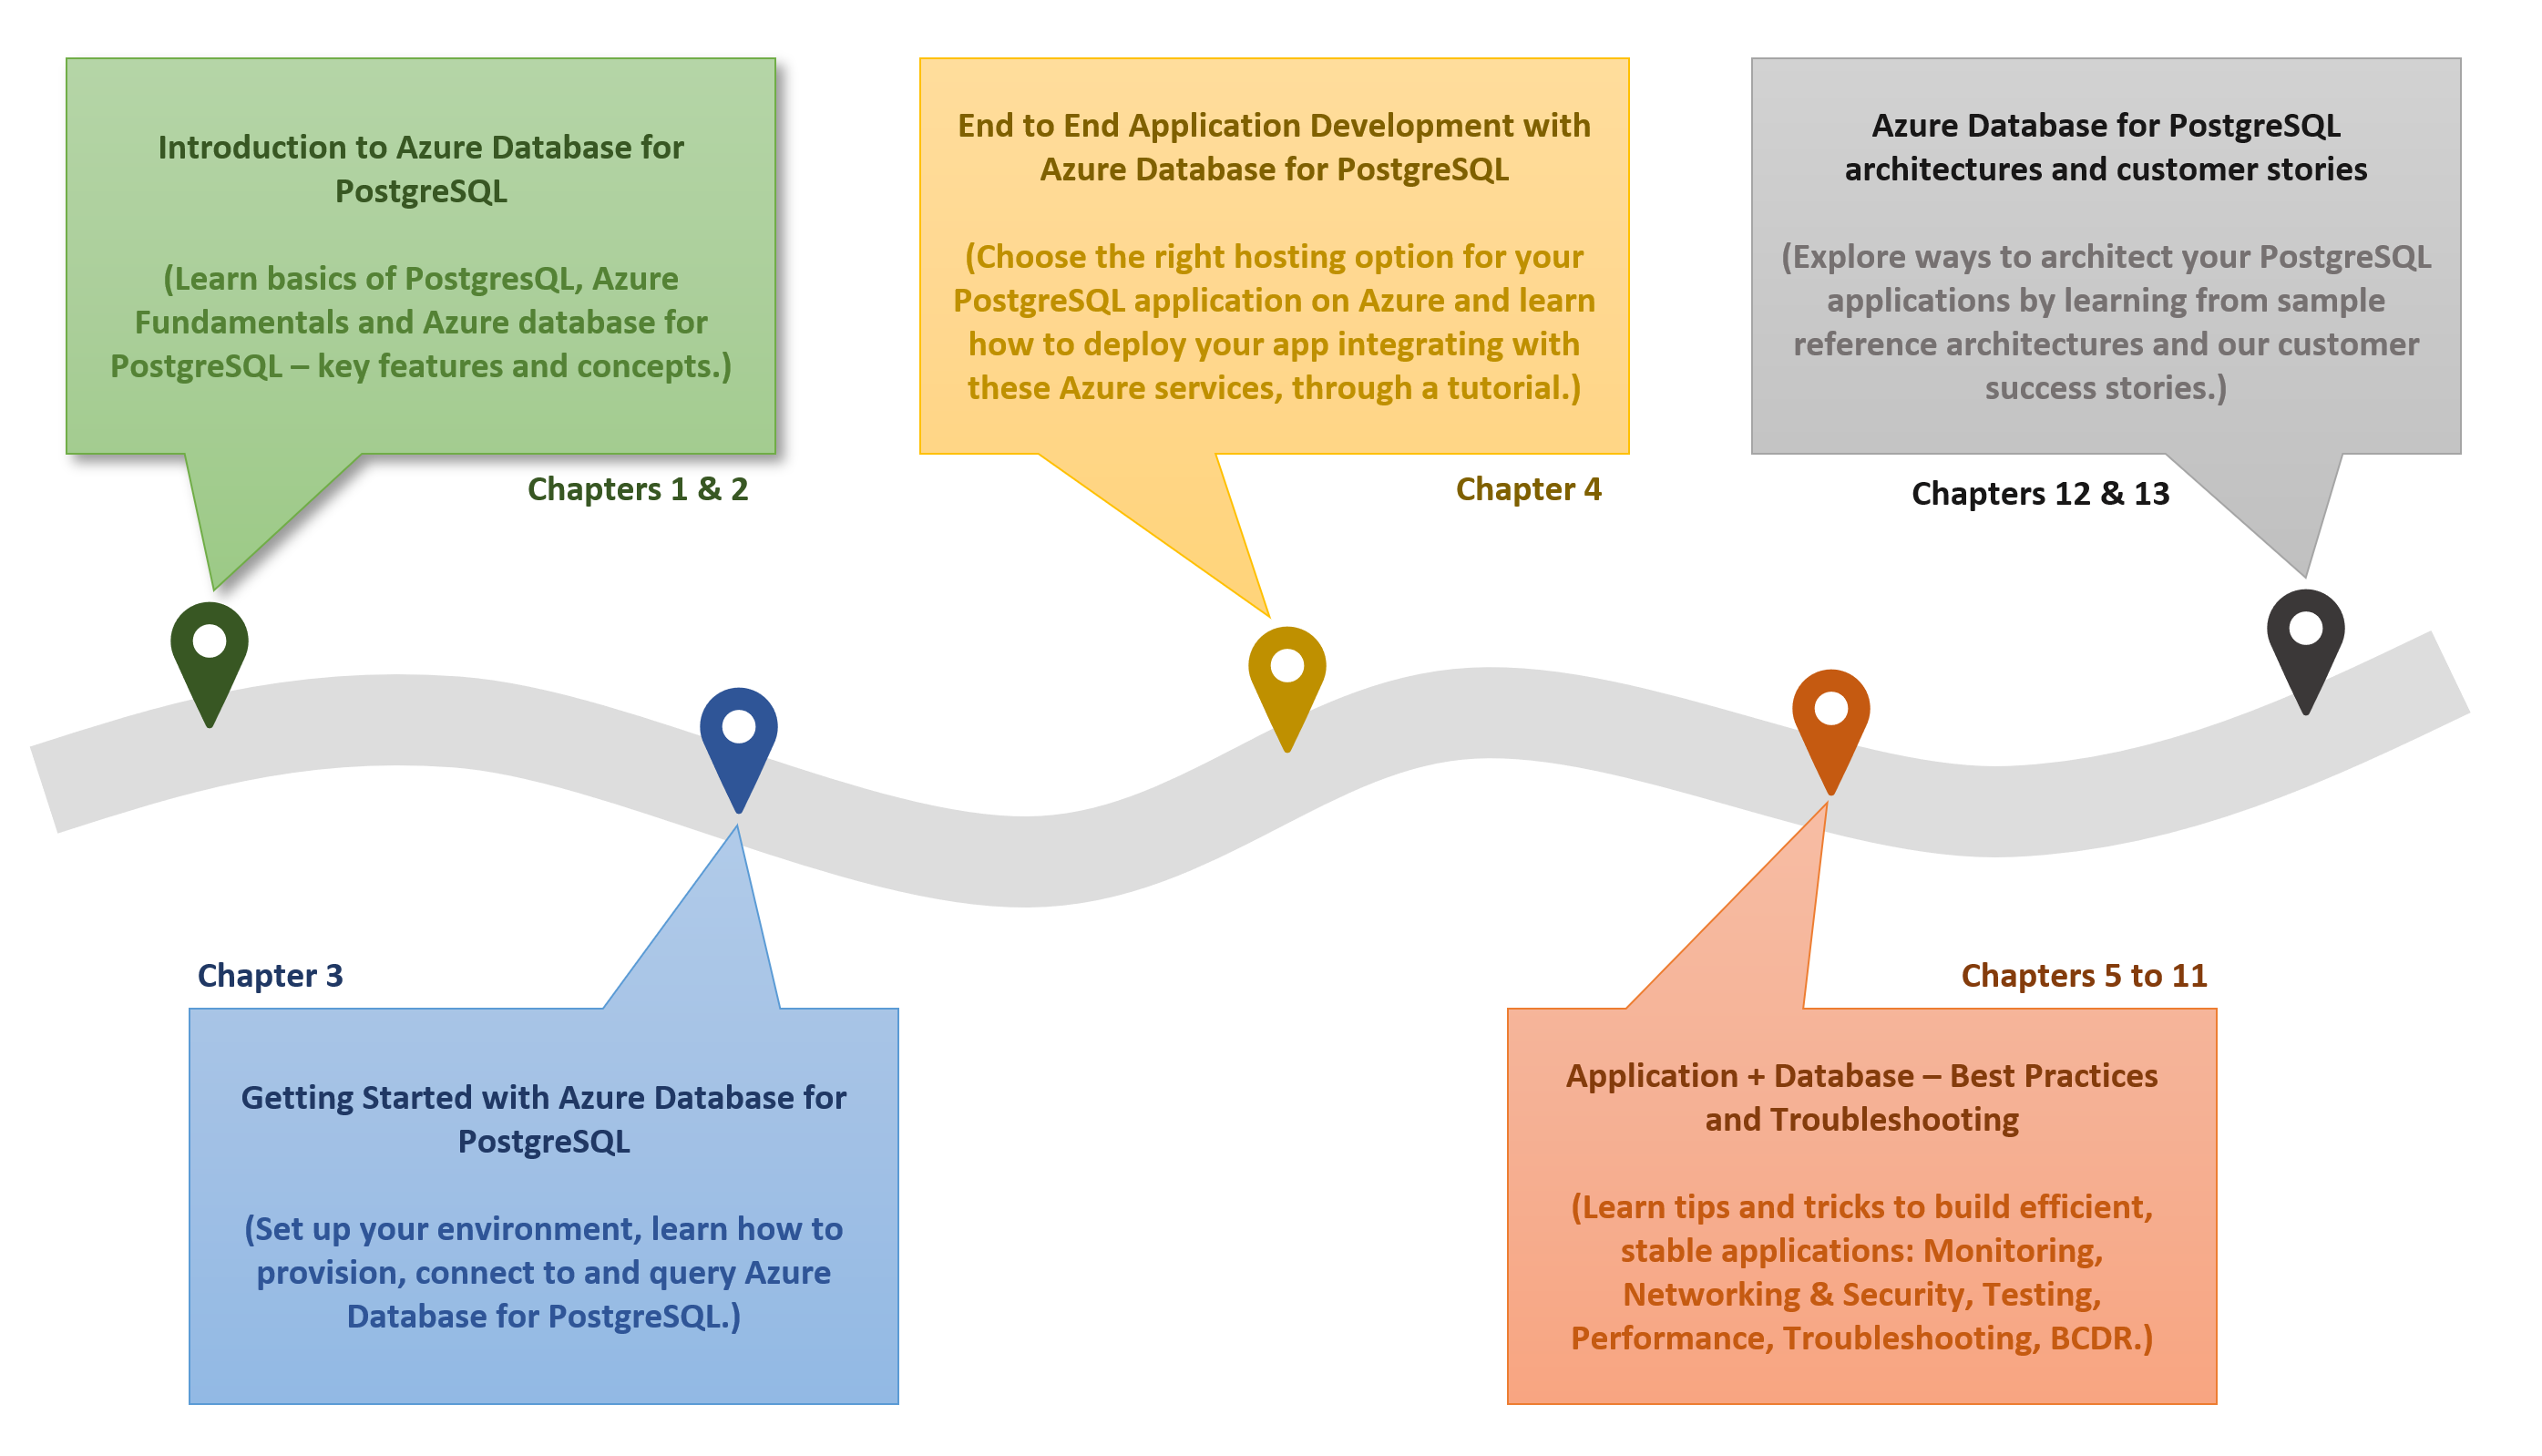 Introduction to Azure Database for
PostgreSQL
(Learn basics of PostgresQL, Azure
Fundamentals and Azure database for
PostgreSQL – key features and concepts.)
Chapters 1 & 2
End to End Application Development with
Azure Database for PostgreSQL
(Choose the right hosting option for your
PostgreSQL application on Azure and learn
how to deploy your app integrating with
these Azure services, through a tutorial.)
Chapter 4
Azure Database for PostgreSQL
architectures and customer stories
(Explore ways to architect your PostgreSQL
applications by learning from sample
reference architectures and our customer
success stories.)
Chapters 12 & 13
Chapter 3
Getting Started with Azure Database for
PostgreSQL
(Set up your environment, learn how to
provision, connect to and query Azure
Database for PostgreSQL.)
Chapters 5 to 11
Application + Database – Best Practices
and Troubleshooting
(Learn tips and tricks to build efficient,
stable applications: Monitoring,
Networking & Security, Testing,
Performance, Troubleshooting, BCDR.)